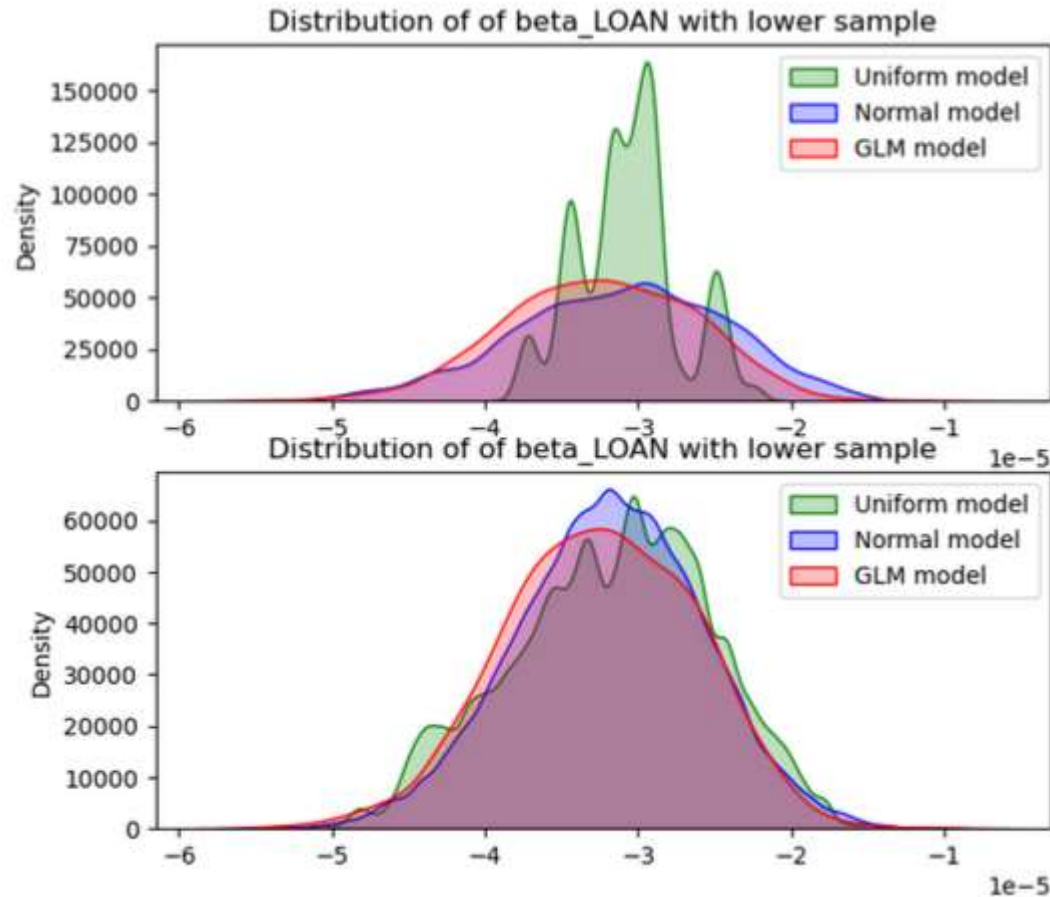 Distribution of of beta_LOAN with lower sample
Uniform model
Normal model
GLM model
150000
125000
100000
75000
50000
25000
0
Density
−6 −5 −4 −3 −2 −1
1e−5
Distribution of of beta_LOAN with lower sample
Uniform model
Normal model
GLM model
60000
50000
40000
30000
20000
10000
0
Density
−6 −5 −4 −3 −2 −1
1e−5